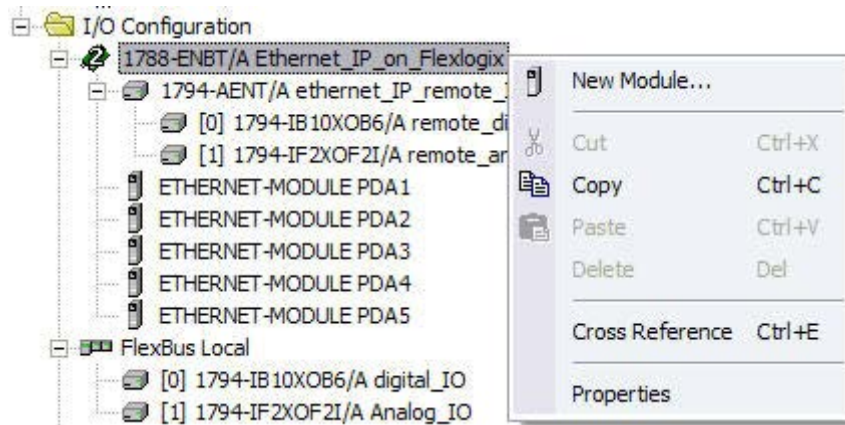 I/O Configuration
1788-ENBT/A Ethernet_IP_on_Flexlogix
1794-AENT/A ethernet_IP_remote_
[0] 1794-IB10XOB6/A remote_di
[1] 1794-IF2XOF2I/A remote_ar
ETHERNET-MODULE PDA1
ETHERNET-MODULE PDA2
ETHERNET-MODULE PDA3
ETHERNET-MODULE PDA4
ETHERNET-MODULE PDA5
FlexBus Local
[0] 1794-IB10XOB6/A digital_IO
[1] 1794-IF2XOF2I/A Analog_IO
New Module...
Cut Ctrl+X
Copy Ctrl+C
Paste Ctrl+V
Delete Del
Cross Reference Ctrl+E
Properties